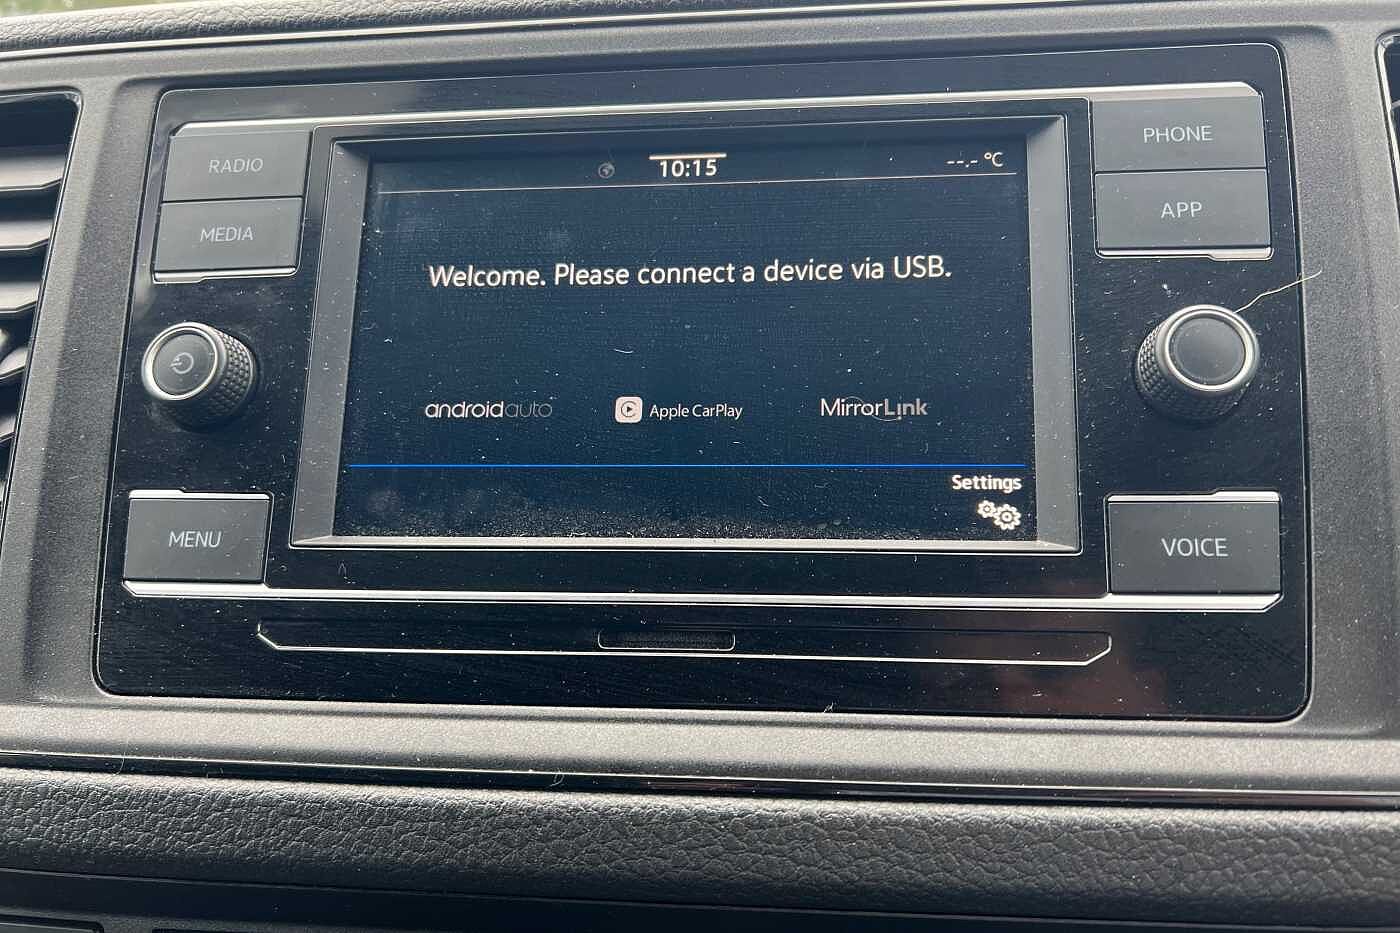 RADIO
MEDIA
10:15
--.- °C
PHONE
APP
Welcome. Please connect a device via USB.
androidauto
Apple CarPlay
MirrorLink
Settings
MENU
VOICE